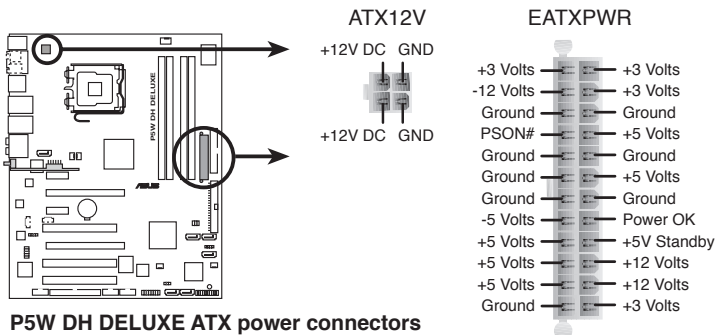 ATX12V
EATXPWR
+12V DC GND
+12V DC GND
P5W DH DELUXE
ASUS
+3 Volts +3 Volts
-12 Volts +3 Volts
Ground Ground
PSON# +5 Volts
Ground Ground
Ground +5 Volts
Ground Ground
-5 Volts Power OK
+5 Volts +5V Standby
+5 Volts +12 Volts
+5 Volts +12 Volts
Ground +3 Volts
P5W DH DELUXE ATX power connectors